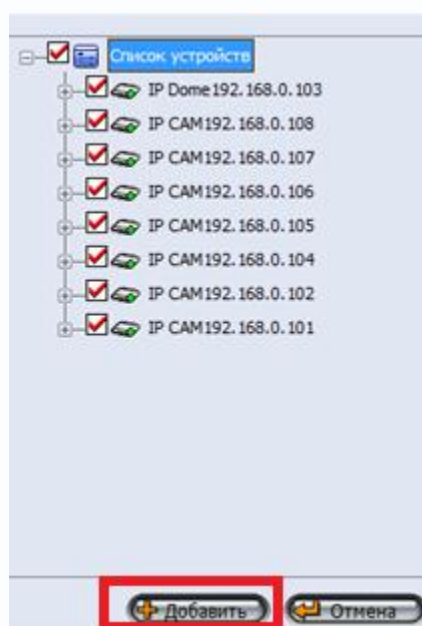 Список устройств
IP Dome192.168.0.103
IP CAM192.168.0.108
IP CAM192.168.0.107
IP CAM192.168.0.106
IP CAM192.168.0.105
IP CAM192.168.0.104
IP CAM192.168.0.102
IP CAM192.168.0.101
Добавить Отмена